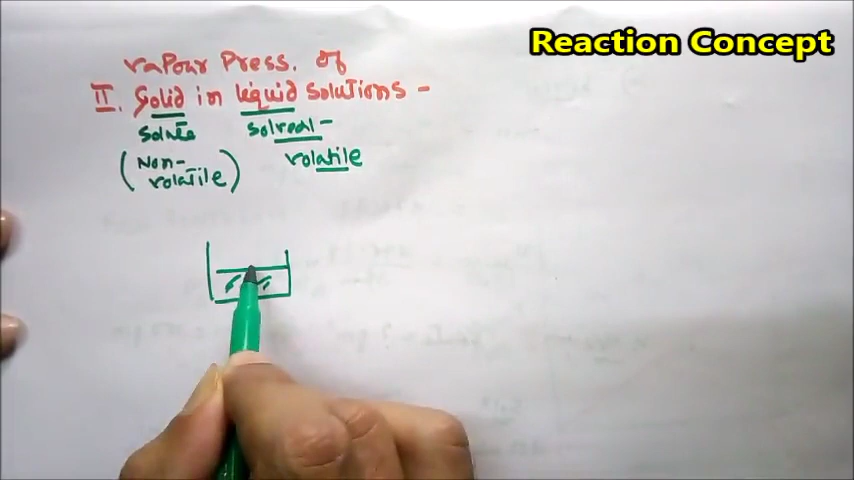 Reaction Concept
Vapour Press. of
II. Solid in liquid solutions -
Solute solvent -
(Non- volatile
volatile)